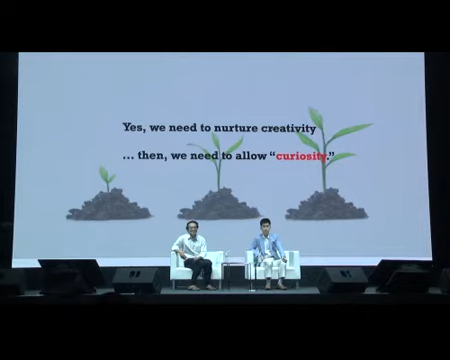 Yes, we need to nurture creativity
... then, we need to allow “curiosity.”